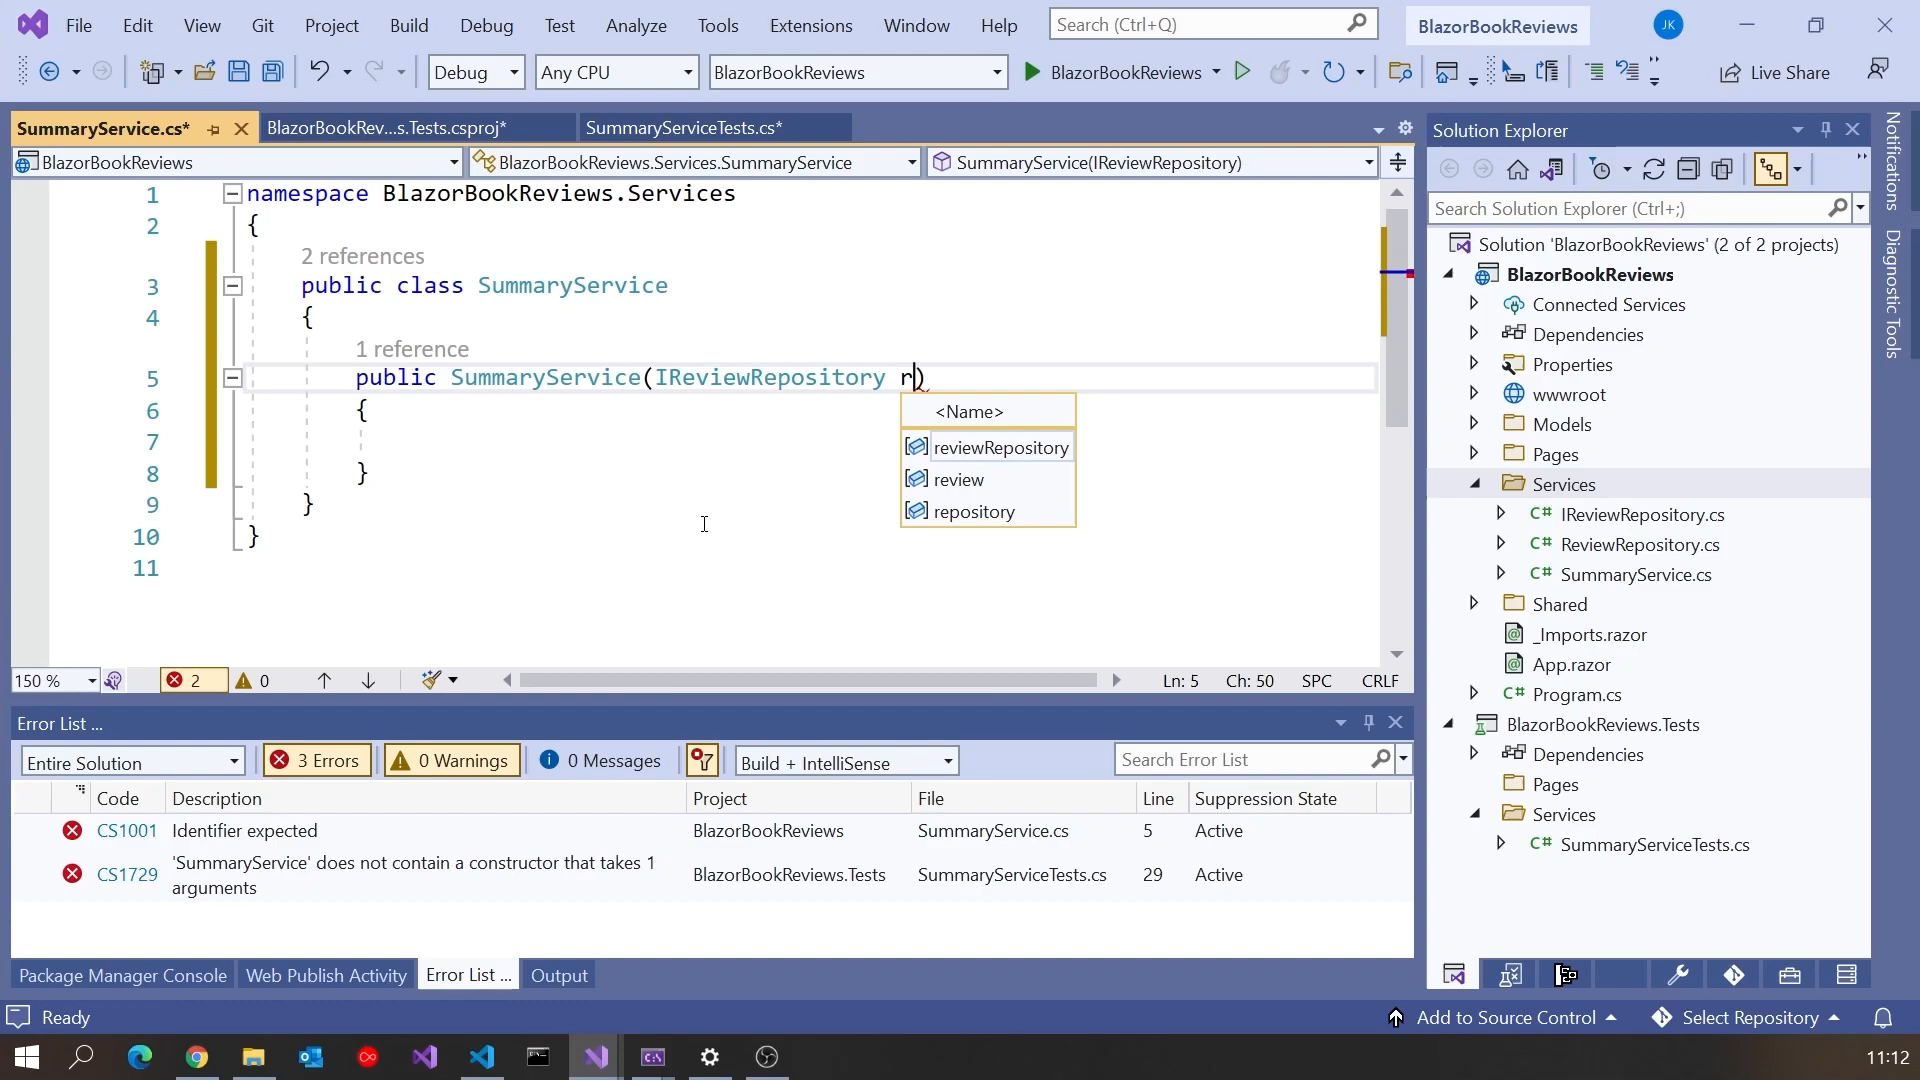 File Edit View Git Project Build Debug Test Analyze Tools Extensions Window Help Search (Ctrl+Q) BlazorBookReviews JK
Debug Any CPU BlazorBookReviews BlazorBookReviews Live Share
SummaryService.cs* BlazorBookRev...s.Tests.csproj* SummaryServiceTests.cs*
BlazorBookReviews BlazorBookReviews.Services.SummaryService SummaryService(IReviewRepository)
1 namespace BlazorBookReviews.Services
2 {
2 references
3 public class SummaryService
4 {
1 reference
5 public SummaryService(IReviewRepository r)
6 {
7
8 }
9 }
10 }
11
<Name>
reviewRepository
review
repository
150 % 2 0 Ln: 5 Ch: 50 SPC CRLF
Error List ...
Entire Solution 3 Errors 0 Warnings 0 Messages Build + IntelliSense Search Error List
Code Description Project File Line Suppression State
CS1001 Identifier expected BlazorBookReviews SummaryService.cs 5 Active
CS1729 'SummaryService' does not contain a constructor that takes 1 arguments BlazorBookReviews.Tests SummaryServiceTests.cs 29 Active
Package Manager Console Web Publish Activity Error List ... Output
Solution Explorer
Search Solution Explorer (Ctrl+;)
Solution 'BlazorBookReviews' (2 of 2 projects)
BlazorBookReviews
Connected Services
Dependencies
Properties
wwwroot
Models
Pages
Services
C# IReviewRepository.cs
C# ReviewRepository.cs
C# SummaryService.cs
Shared
_Imports.razor
App.razor
C# Program.cs
BlazorBookReviews.Tests
Dependencies
Pages
Services
C# SummaryServiceTests.cs
Notifications
Diagnostic Tools
Ready Add to Source Control Select Repository
11:12